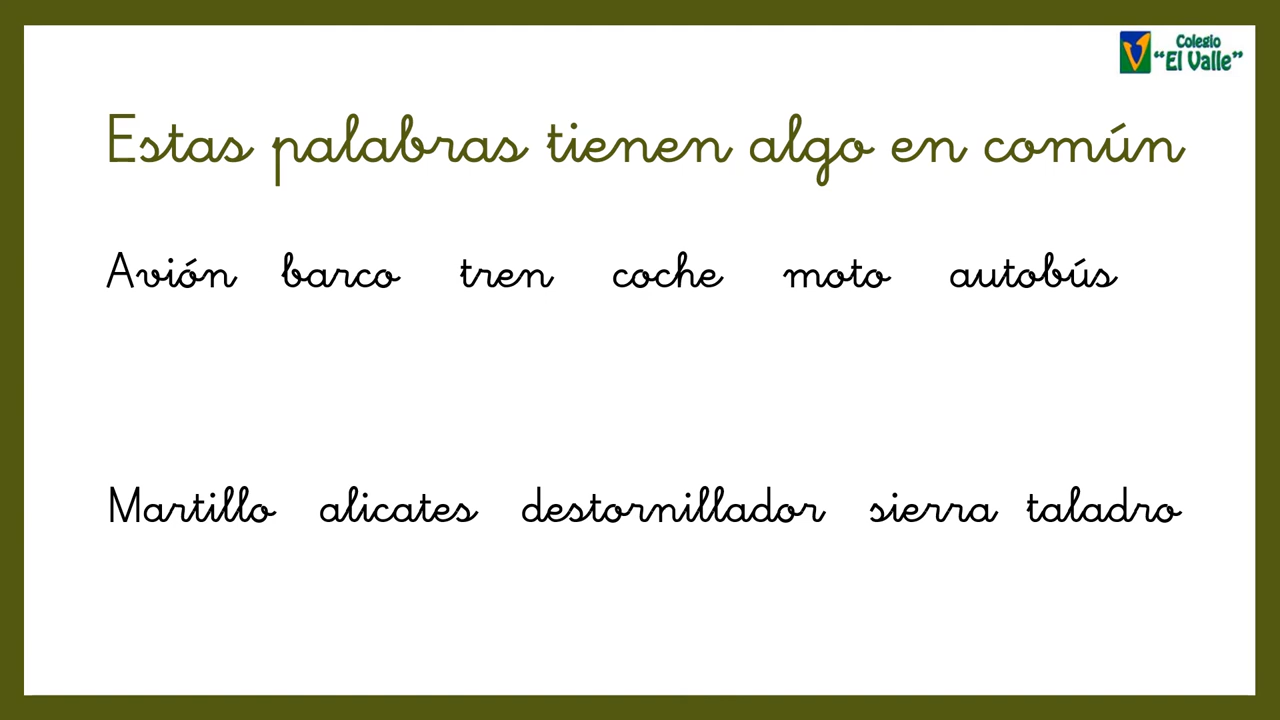 Colegio
“El Valle”
Estas palabras tienen algo en común
Avión barco tren coche moto autobús
Martillo alicates destornillador sierra taladro